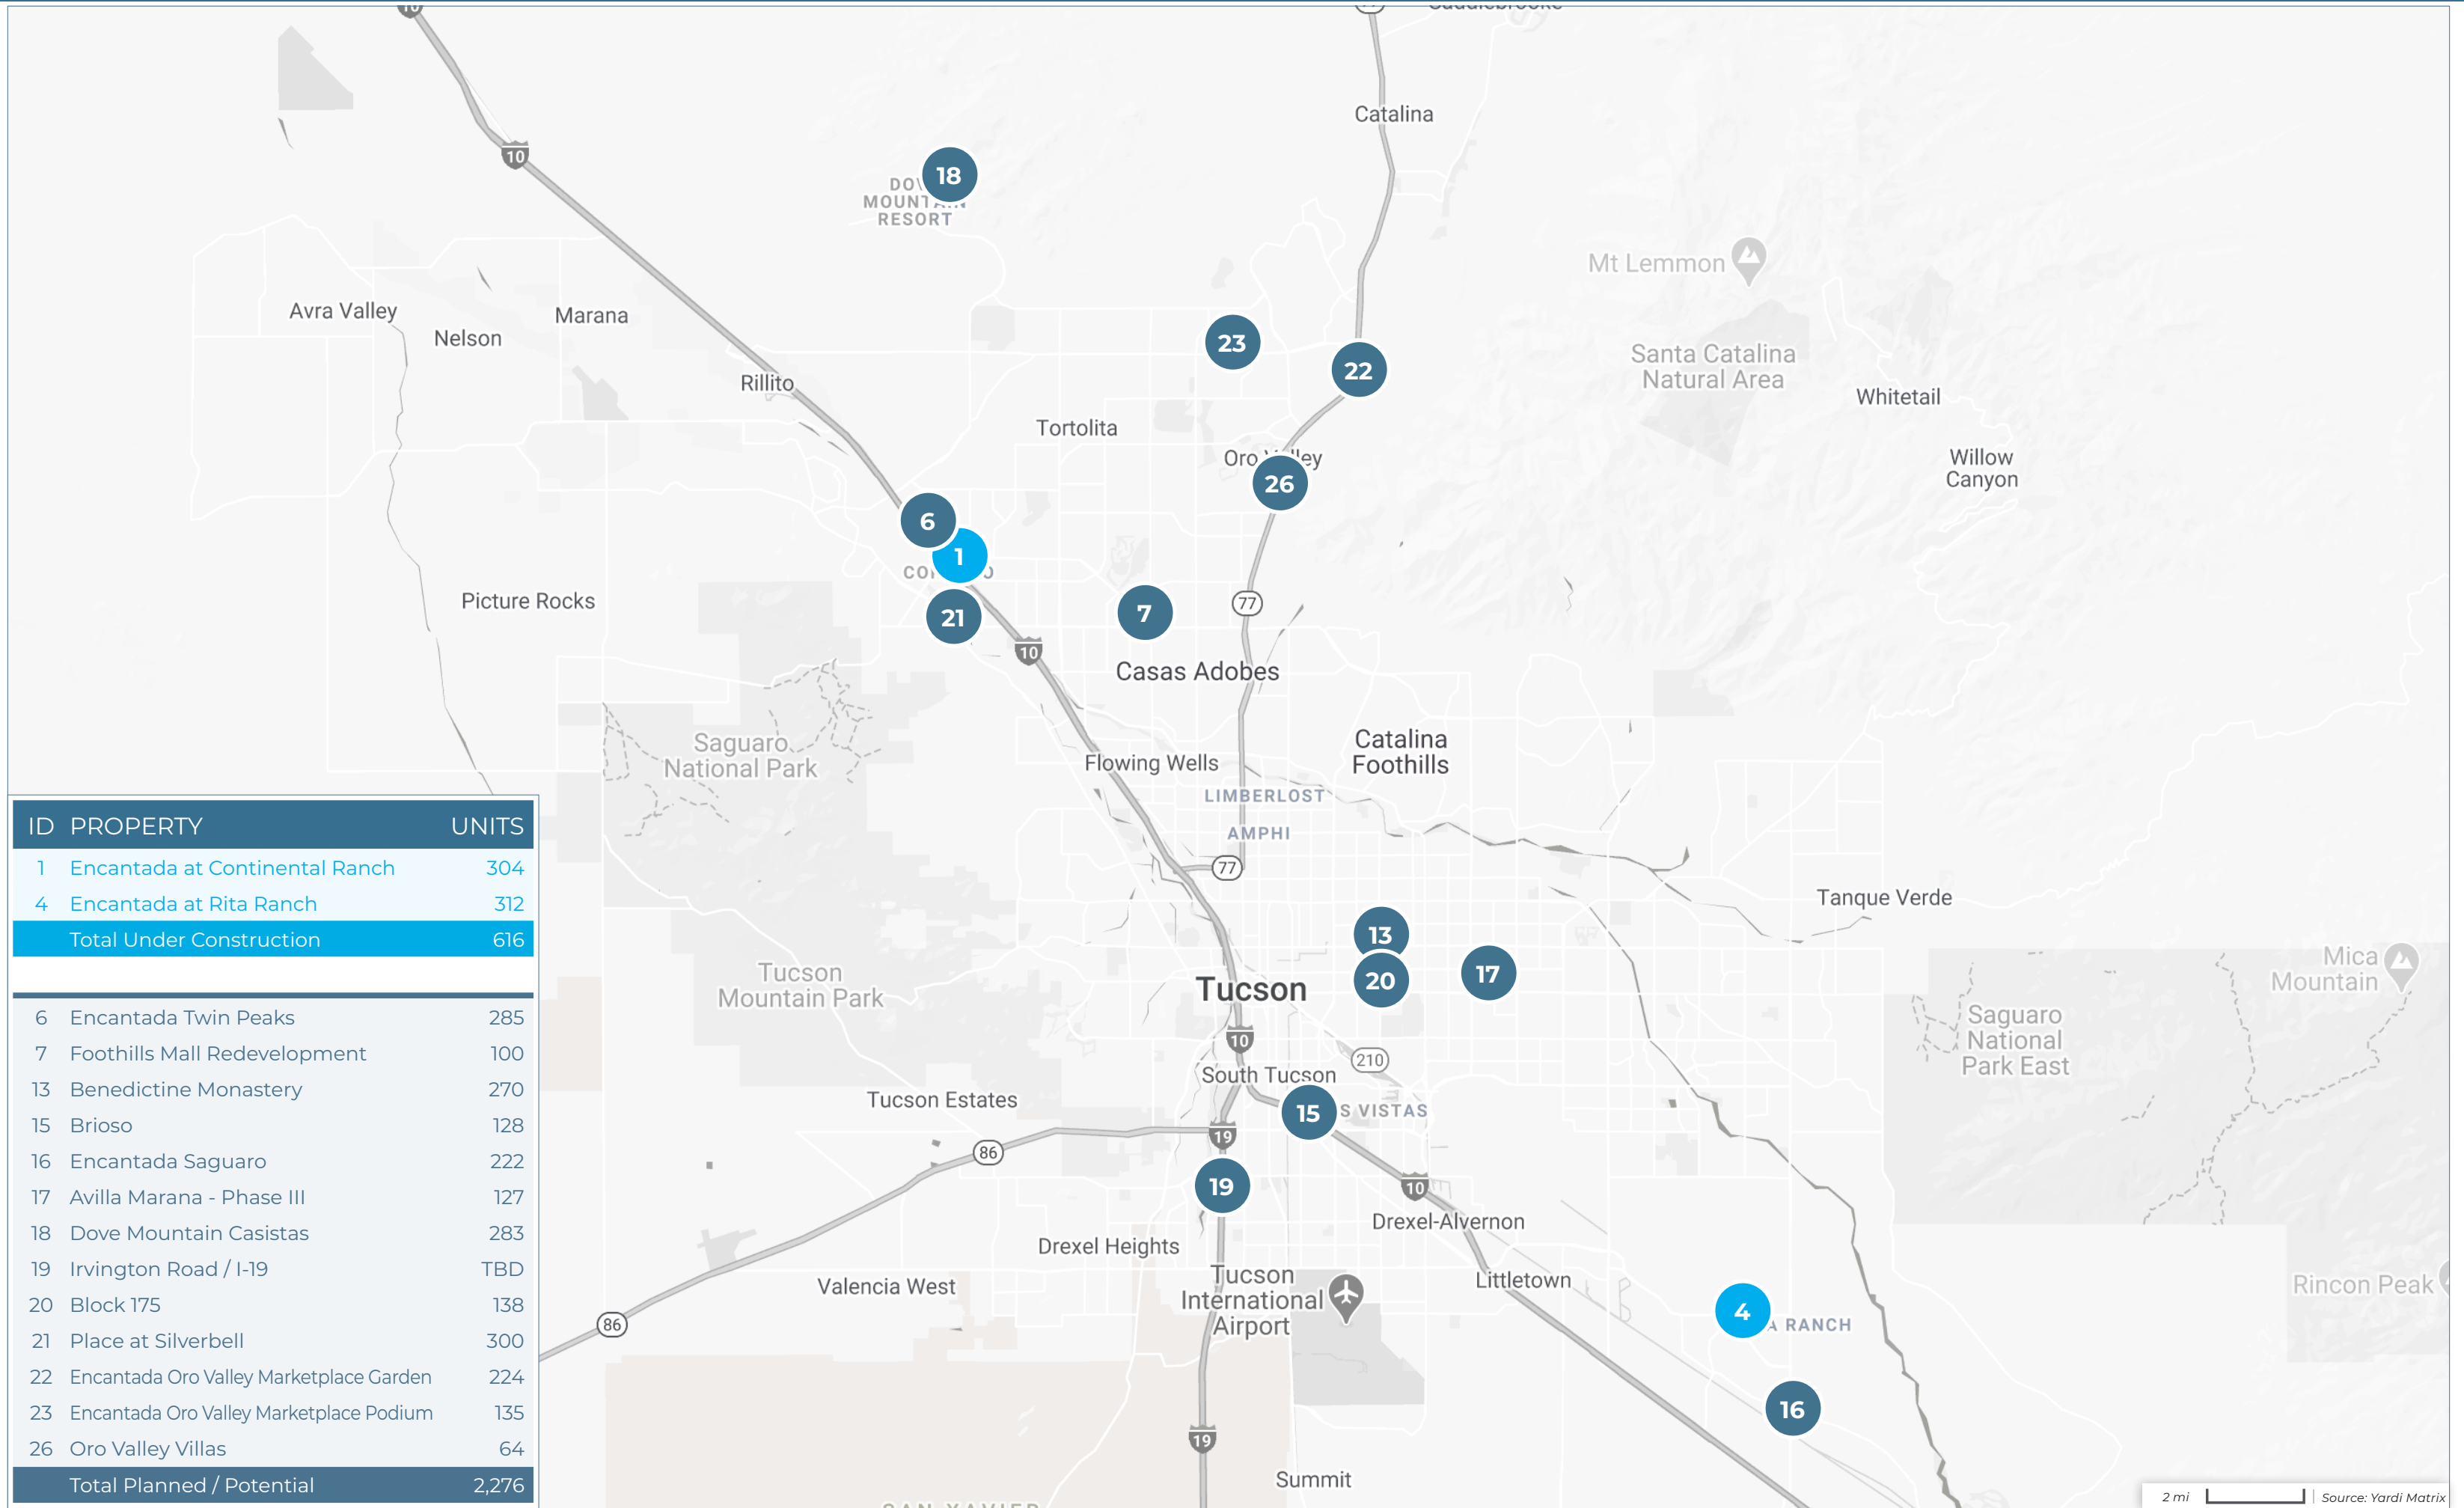 10
77
Saddlebrooke
Catalina
10
18
MOUNTAIN
RESORT
Mt Lemmon
Avra Valley
Marana
Nelson
23
22
Santa Catalina
Natural Area
Rillito
Whitetail
Tortolita
Oro Valley
Willow
Canyon
26
6
1
21
7
77
Picture Rocks
10
Casas Adobes
Saguaro
National Park
Catalina
Foothills
Flowing Wells
LIMBERLOST
AMPHI
77
Tanque Verde
13
20
17
Tucson
Tucson
Mountain Park
Mica
Mountain
Saguaro
National
Park East
10
210
South Tucson
Tucson Estates
15
S VISTAS
19
86
19
10
Drexel-Alvernon
Drexel Heights
Valencia West
Tucson
International
Airport
Littletown
Rincon Peak
86
4
A RANCH
16
19
Summit
SAN XAVIER
ID PROPERTY UNITS
1 Encantada at Continental Ranch 304
4 Encantada at Rita Ranch 312
Total Under Construction 616
6 Encantada Twin Peaks 285
7 Foothills Mall Redevelopment 100
13 Benedictine Monastery 270
15 Brioso 128
16 Encantada Saguaro 222
17 Avilla Marana - Phase III 127
18 Dove Mountain Casistas 283
19 Irvington Road / I-19 TBD
20 Block 175 138
21 Place at Silverbell 300
22 Encantada Oro Valley Marketplace Garden 224
23 Encantada Oro Valley Marketplace Podium 135
26 Oro Valley Villas 64
Total Planned / Potential 2,276
2 mi
Source: Yardi Matrix